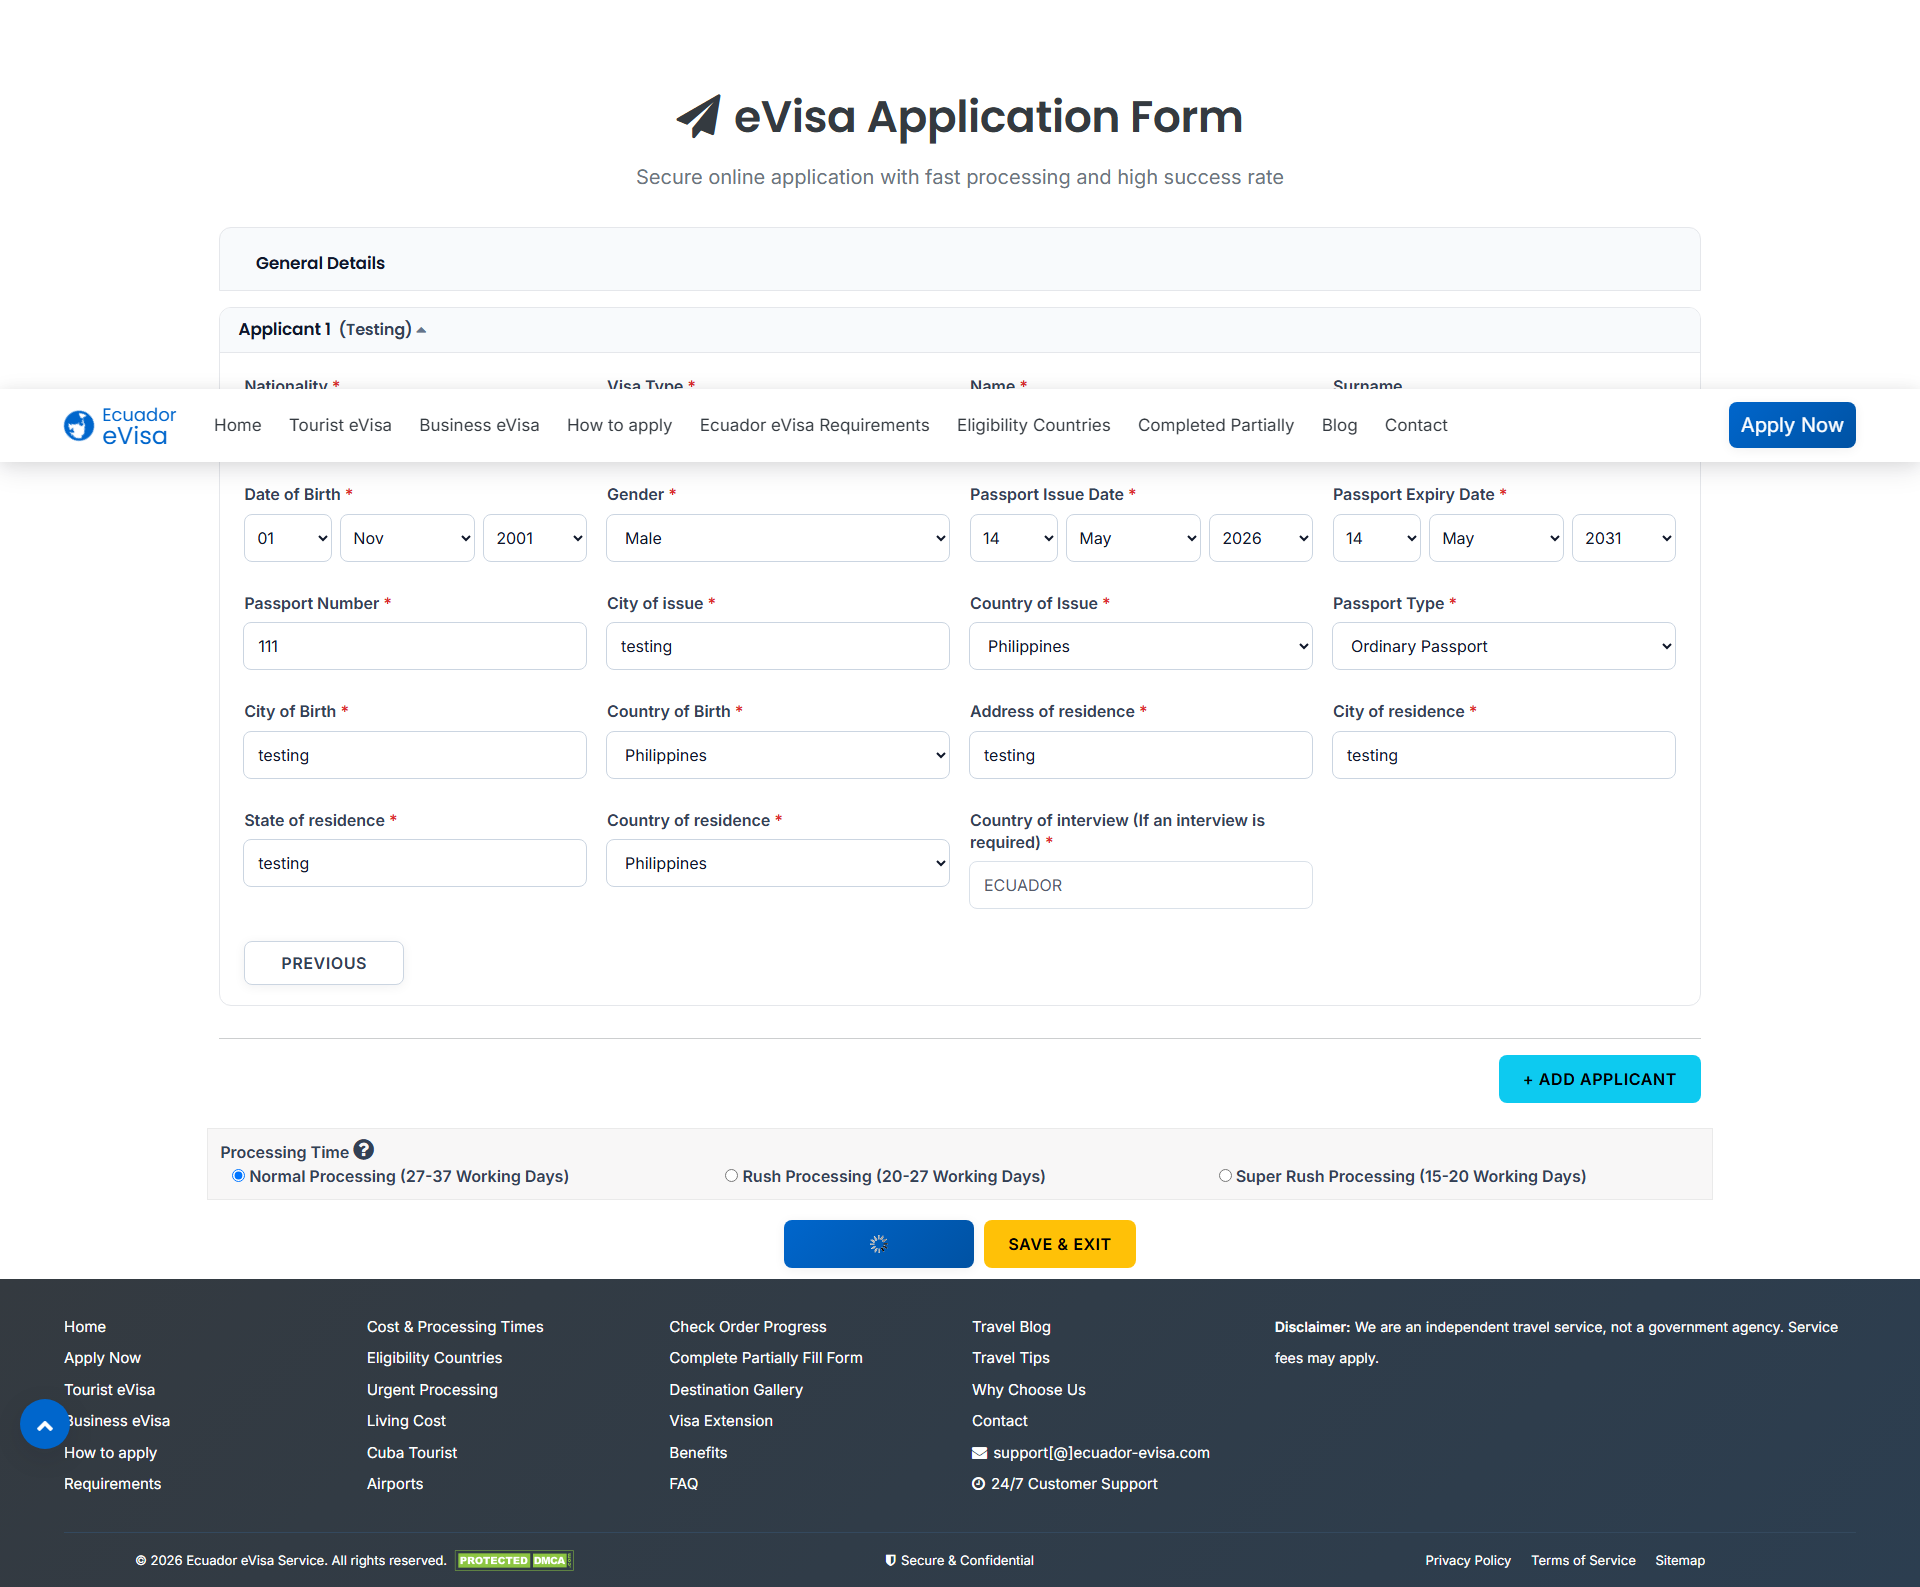 eVisa Application Form
Secure online application with fast processing and high success rate
General Details
Applicant 1 (Testing)
Nationality * Visa Type * Name * Surname
Ecuador eVisa
Home Tourist eVisa Business eVisa How to apply Ecuador eVisa Requirements Eligibility Countries Completed Partially Blog Contact Apply Now
Date of Birth * Gender * Passport Issue Date * Passport Expiry Date *
01 Nov 2001 Male 14 May 2026 14 May 2031
Passport Number * City of issue * Country of Issue * Passport Type *
111 testing Philippines Ordinary Passport
City of Birth * Country of Birth * Address of residence * City of residence *
testing Philippines testing testing
State of residence * Country of residence * Country of interview (If an interview is
required) *
testing Philippines
ECUADOR
PREVIOUS
+ ADD APPLICANT
Processing Time ?
Normal Processing (27-37 Working Days) Rush Processing (20-27 Working Days) Super Rush Processing (15-20 Working Days)
SAVE & EXIT
Home
Apply Now
Tourist eVisa
Business eVisa
How to apply
Requirements
Cost & Processing Times
Eligibility Countries
Urgent Processing
Living Cost
Cuba Tourist
Airports
Check Order Progress
Complete Partially Fill Form
Destination Gallery
Visa Extension
Benefits
FAQ
Travel Blog
Travel Tips
Why Choose Us
Contact
support[@]ecuador-evisa.com
24/7 Customer Support
Disclaimer: We are an independent travel service, not a government agency. Service
fees may apply.
© 2026 Ecuador eVisa Service. All rights reserved. PROTECTED DMCA
Secure & Confidential
Privacy Policy Terms of Service Sitemap